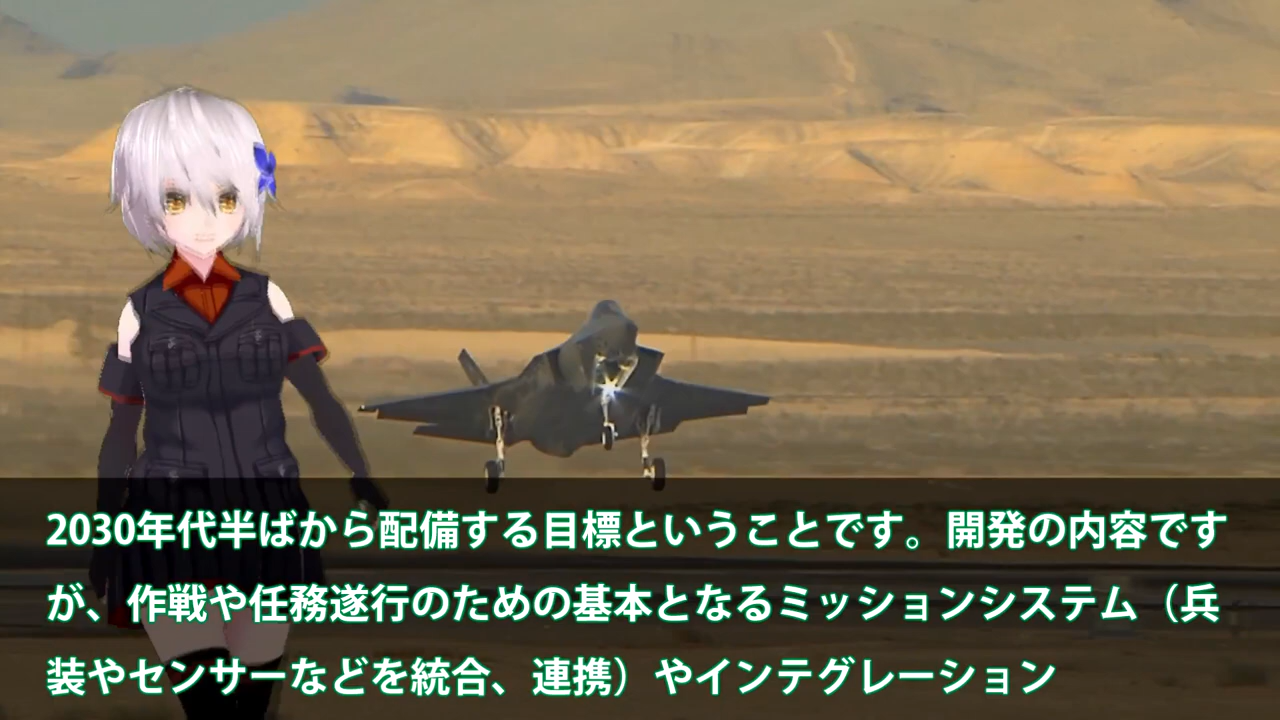 2030年代半ばから配備する目標ということです。開発の内容です
が、作戦や任務遂行のための基本となるミッションシステム（兵
装やセンサーなどを統合、連携）やインテグレーション